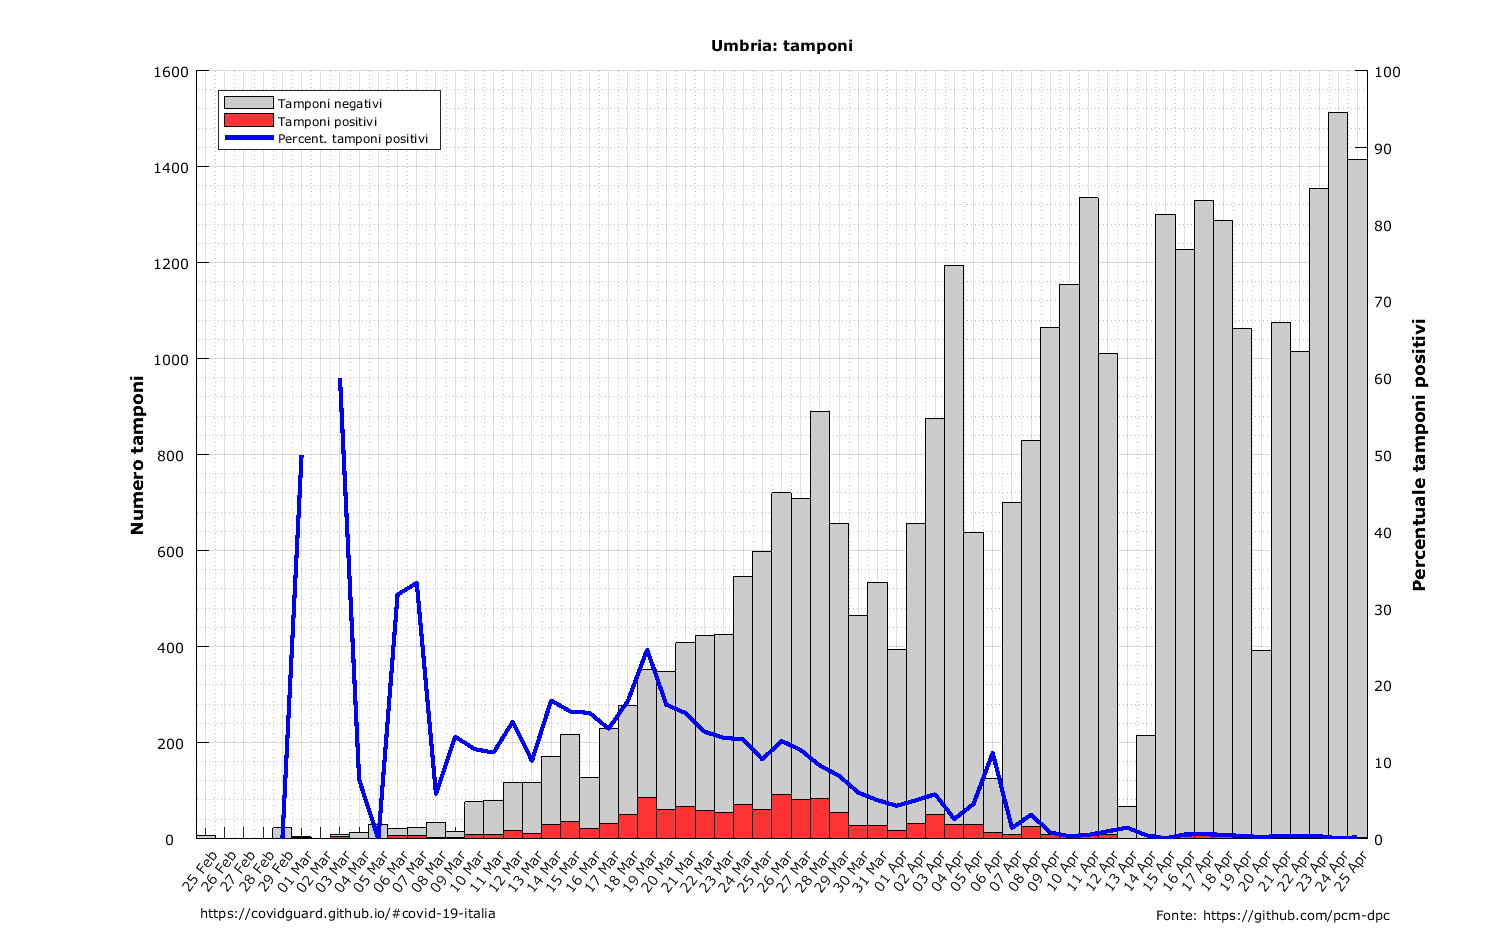 Umbria: tamponi
Tamponi negativi
Tamponi positivi
Percent. tamponi positivi
Numero tamponi
1600
1400
1200
1000
800
600
400
200
0
Percentuale tamponi positivi
100
90
80
70
60
50
40
30
20
10
0
25 Feb
26 Feb
27 Feb
28 Feb
29 Feb
01 Mar
02 Mar
03 Mar
04 Mar
05 Mar
06 Mar
07 Mar
08 Mar
09 Mar
10 Mar
11 Mar
12 Mar
13 Mar
14 Mar
15 Mar
16 Mar
17 Mar
18 Mar
19 Mar
20 Mar
21 Mar
22 Mar
23 Mar
24 Mar
25 Mar
26 Mar
27 Mar
28 Mar
29 Mar
30 Mar
31 Mar
01 Apr
02 Apr
03 Apr
04 Apr
05 Apr
06 Apr
07 Apr
08 Apr
09 Apr
10 Apr
11 Apr
12 Apr
13 Apr
14 Apr
15 Apr
16 Apr
17 Apr
18 Apr
19 Apr
20 Apr
21 Apr
22 Apr
23 Apr
24 Apr
25 Apr
https://covidguard.github.io/#covid-19-italia
Fonte: https://github.com/pcm-dpc